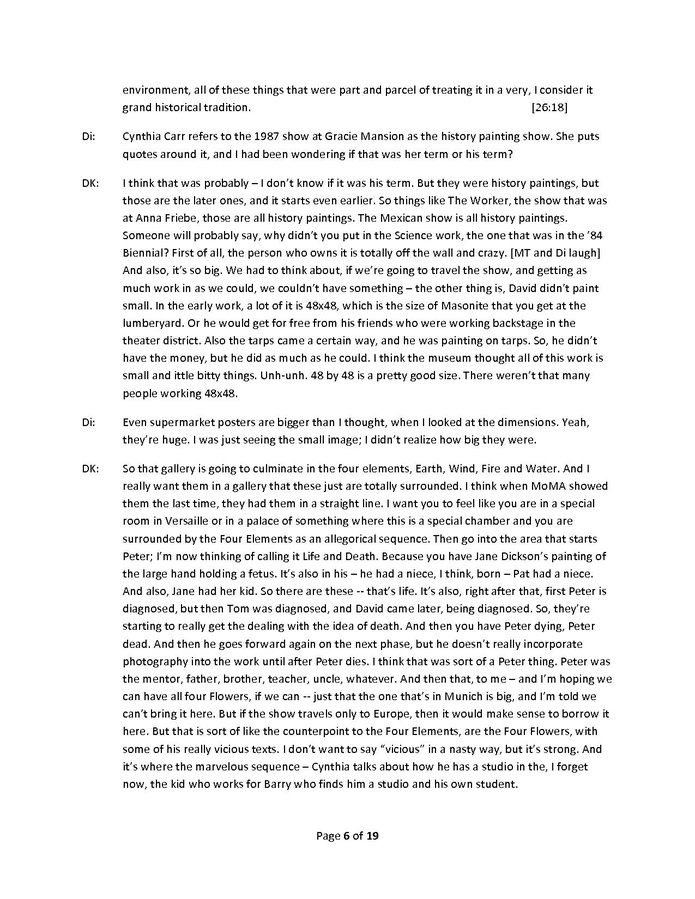 environment, all of these things that were part and parcel of treating it in a very, I consider it
grand historical tradition. [26:18]
Di: Cynthia Carr refers to the 1987 show at Gracie Mansion as the history painting show. She puts
quotes around it, and I had been wondering if that was her term or his term?
DK: I think that was probably – I don't know if it was his term. But they were history paintings, but
those are the later ones, and it starts even earlier. So things like The Worker, the show that was
at Anna Friebe, those are all history paintings. The Mexican show is all history paintings.
Someone will probably say, why didn't you put in the Science work, the one that was in the '84
Biennial? First of all, the person who owns it is totally off the wall and crazy. [MT and Di laugh]
And also, it's so big. We had to think about, if we're going to travel the show, and getting as
much work in as we could, we couldn't have something – the other thing is, David didn't paint
small. In the early work, a lot of it is 48x48, which is the size of Masonite that you get at the
lumberyard. Or he would get for free from his friends who were working backstage in the
theater district. Also the tarps came a certain way, and he was painting on tarps. So, he didn't
have the money, but he did as much as he could. I think the museum thought all of this work is
small and ittle bitty things. Unh-unh. 48 by 48 is a pretty good size. There weren't that many
people working 48x48.
Di: Even supermarket posters are bigger than I thought, when I looked at the dimensions. Yeah,
they're huge. I was just seeing the small image; I didn't realize how big they were.
DK: So that gallery is going to culminate in the four elements, Earth, Wind, Fire and Water. And I
really want them in a gallery that these just are totally surrounded. I think when MoMA showed
them the last time, they had them in a straight line. I want you to feel like you are in a special
room in Versaille or in a palace of something where this is a special chamber and you are
surrounded by the Four Elements as an allegorical sequence. Then go into the area that starts
Peter; I'm now thinking of calling it Life and Death. Because you have Jane Dickson's painting of
the large hand holding a fetus. It's also in his – he had a niece, I think, born – Pat had a niece.
And also, Jane had her kid. So there are these -- that's life. It's also, right after that, first Peter is
diagnosed, but then Tom was diagnosed, and David came later, being diagnosed. So, they're
starting to really get the dealing with the idea of death. And then you have Peter dying, Peter
dead. And then he goes forward again on the next phase, but he doesn't really incorporate
photography into the work until after Peter dies. I think that was sort of a Peter thing. Peter was
the mentor, father, brother, teacher, uncle, whatever. And then that, to me – and I'm hoping we
can have all four Flowers, if we can -- just that the one that's in Munich is big, and I'm told we
can't bring it here. But if the show travels only to Europe, then it would make sense to borrow it
here. But that is sort of like the counterpoint to the Four Elements, are the Four Flowers, with
some of his really vicious texts. I don't want to say "vicious" in a nasty way, but it's strong. And
it's where the marvelous sequence – Cynthia talks about how he has a studio in the, I forget
now, the kid who works for Barry who finds him a studio and his own student.
Page 6 of 19